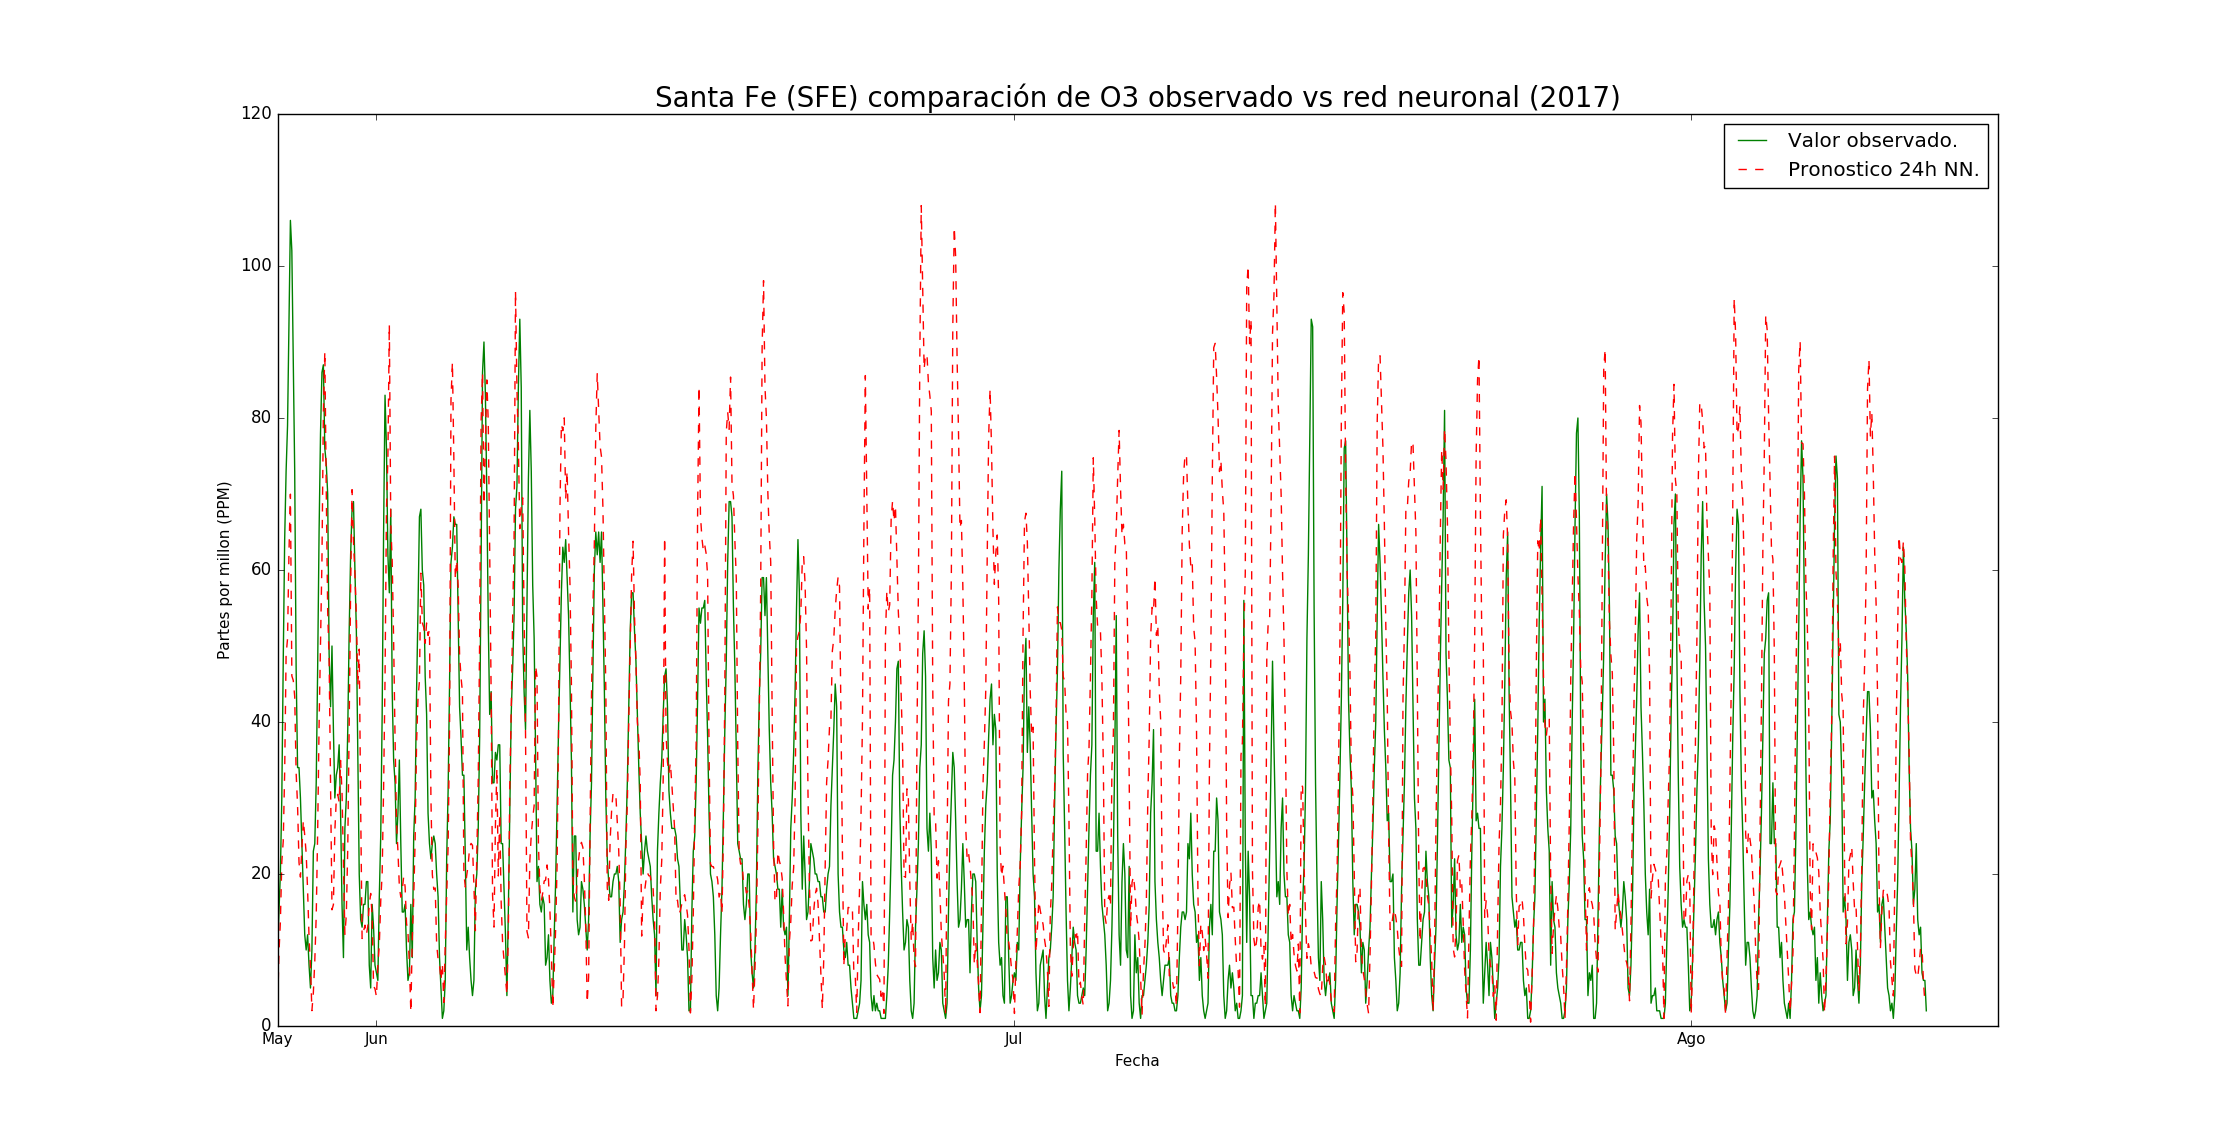 Santa Fe (SFE) comparación de O3 observado vs red neuronal (2017)
120
100
80
60
40
20
0
Partes por millon (PPM)
Valor observado.
Pronostico 24h NN.
May
Jun
Jul
Ago
Fecha